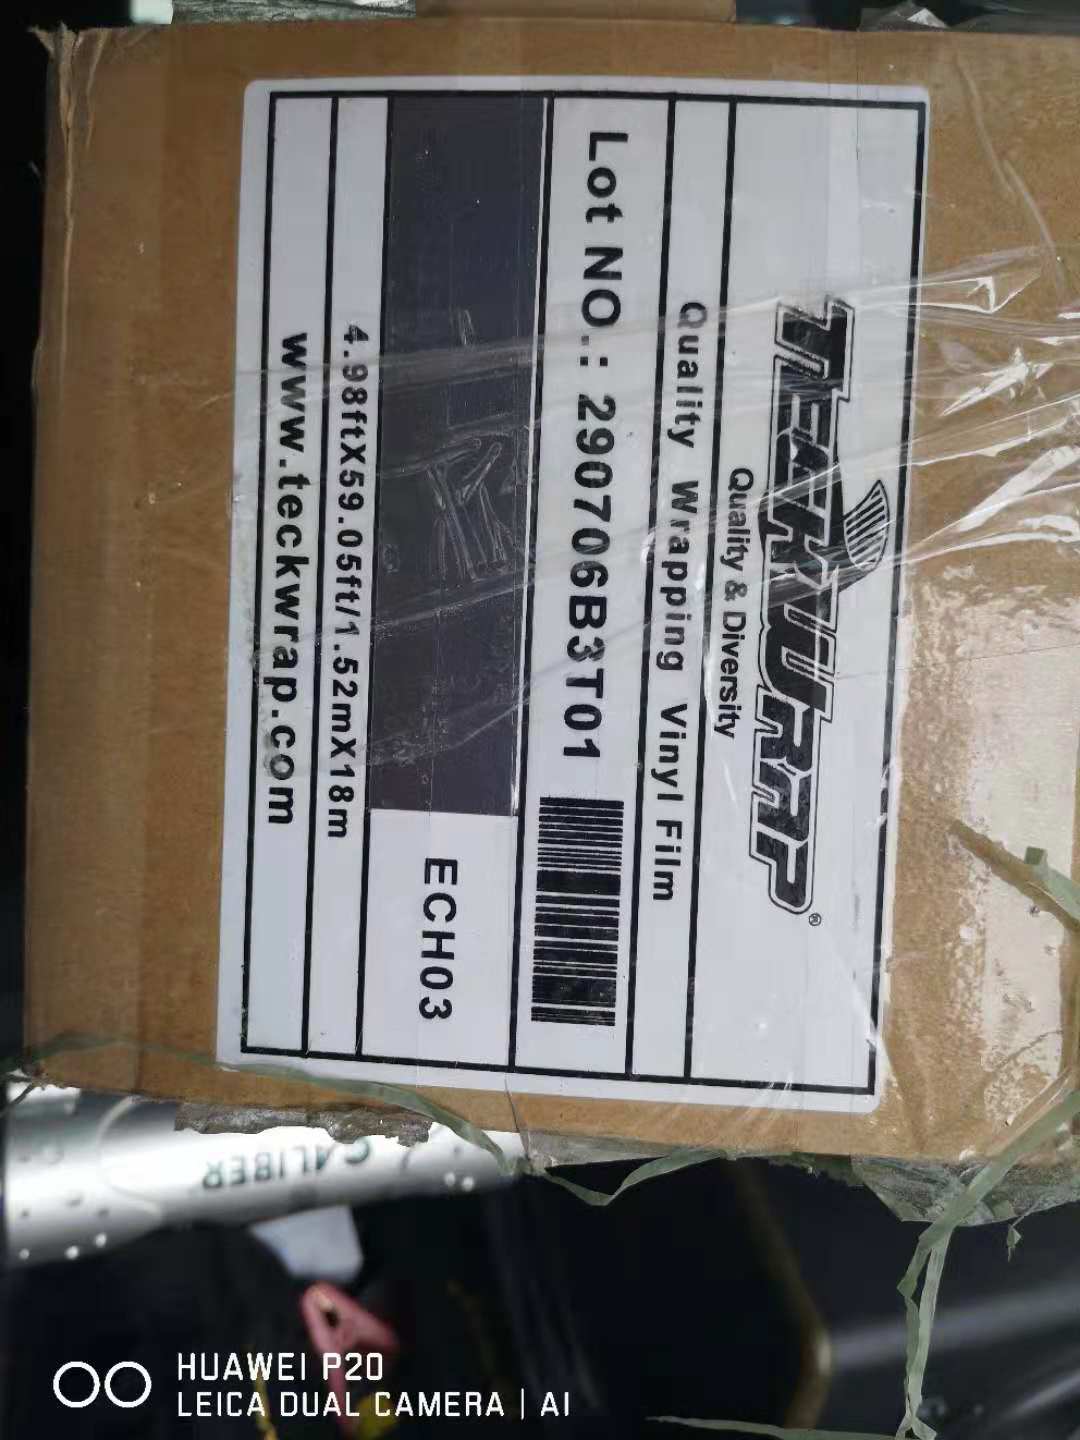 TECKWRAP®
Quality & Diversity
Quality Wrapping Vinyl Film
Lot NO.: 290706B3T01
ECH03
4.98ftX59.05ft/1.52mX18m
www.teckwrap.com
CALIBER
HUAWEI P20
LEICA DUAL CAMERA | AI